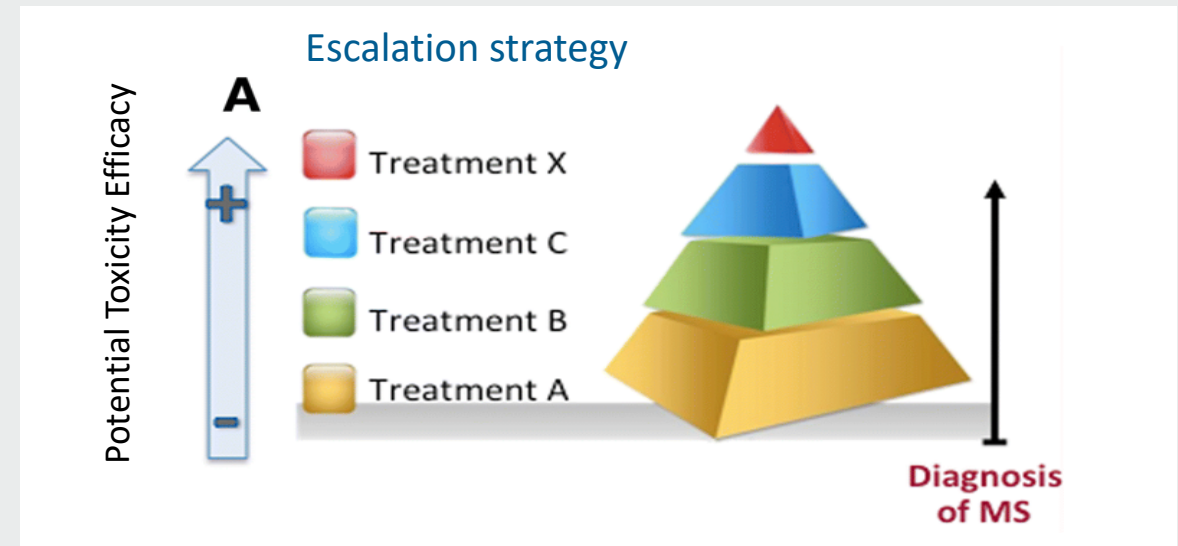 Escalation strategy
A
Potential Toxicity Efficacy
+
Treatment X
Treatment C
Treatment B
Treatment A
-
Diagnosis
of MS